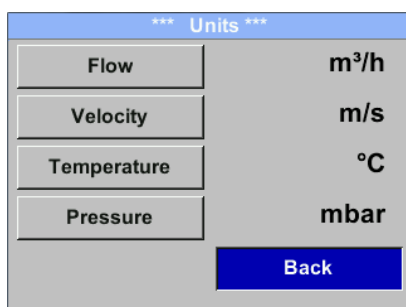 *** Units ***
Flow m³/h
Velocity m/s
Temperature °C
Pressure mbar
Back